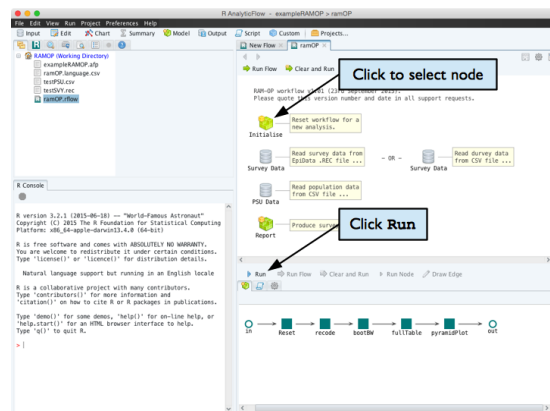 R AnalyticFlow - exampleRAMOP > ramOP
File Edit View Run Project Preferences Help
Input Edit Chart Summary Model Output Script Custom Projects...
RAMOP (Working Directory)
exampleRAMOP.afp
ramOP.language.csv
testPSU.csv
testSVY.rec
ramOP.rflow
New Flow × ramOP ×
Run Flow Clear and Run
Click to select node
RAM-OP workflow
Please quote this version number and date in all support requests.
Initialise
Reset workflow for a
new analysis.
Survey Data
Read survey data from
EpiData .REC file ...
- OR -
Survey Data
Read durvey data
from CSV file ...
PSU Data
Read population data
from CSV file ...
Report
Produce survey
Click Run
Run Run Flow Clear and Run Run Node Draw Edge
in Reset recode bootBW fullTable pyramidPlot out
R Console
R version 3.2.1 (2015-06-18) -- "World-Famous Astronaut"
Copyright (C) 2015 The R Foundation for Statistical Computing
Platform: x86_64-apple-darwin13.4.0 (64-bit)
R is free software and comes with ABSOLUTELY NO WARRANTY.
You are welcome to redistribute it under certain conditions.
Type 'license()' or 'licence()' for distribution details.
Natural language support but running in an English locale
R is a collaborative project with many contributors.
Type 'contributors()' for more information and
'citation()' on how to cite R or R packages in publications.
Type 'demo()' for some demos, 'help()' for on-line help, or
'help.start()' for an HTML browser interface to help.
Type 'q()' to quit R.
>